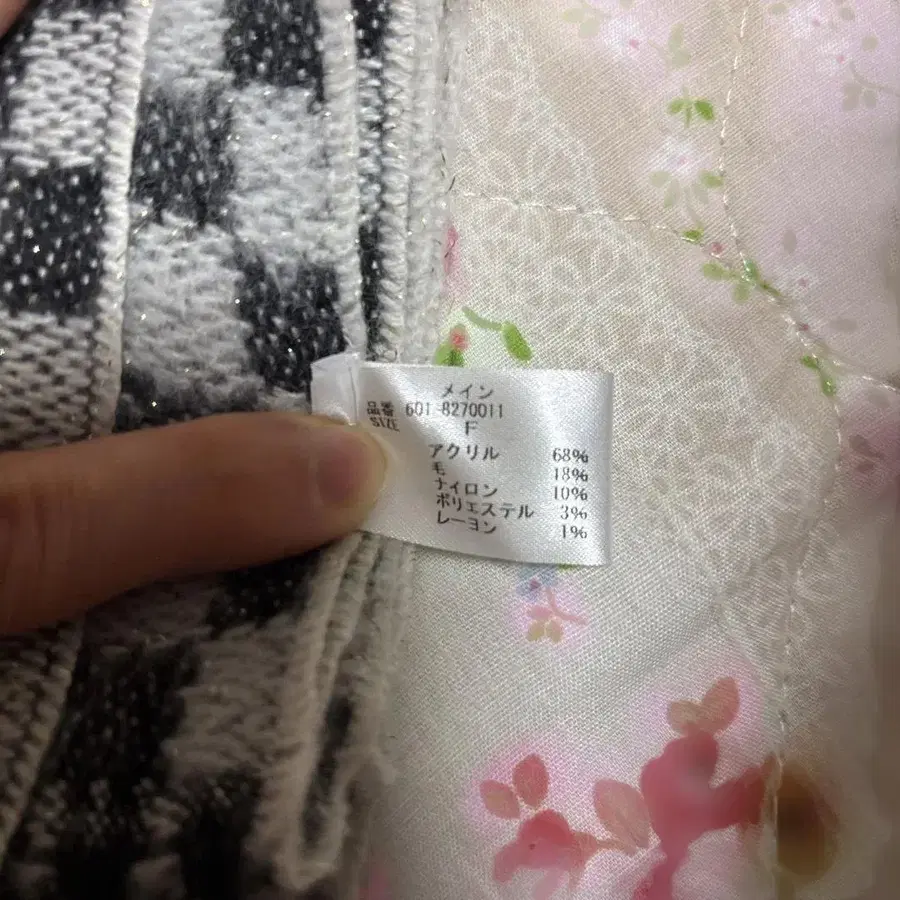 メイン
品番 601-8270011
SIZE F
アクリル 68%
毛 18%
ナイロン 10%
ポリエステル 3%
レーヨン 1%